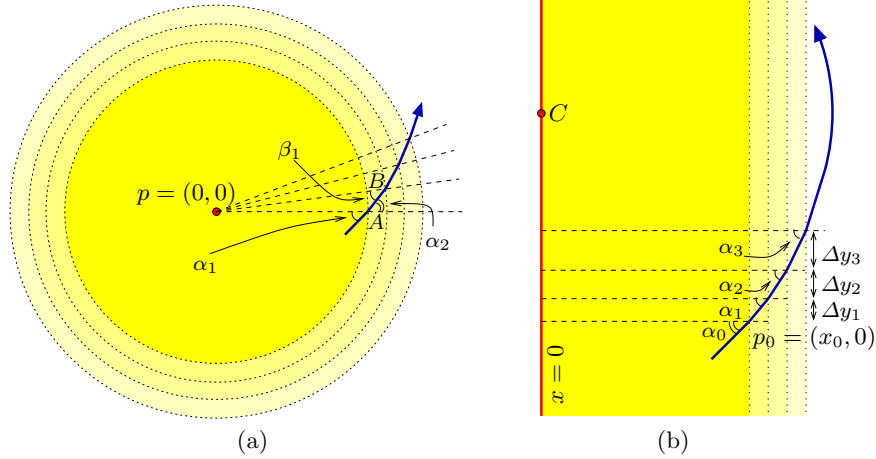 β₁
p = (0, 0)
B
A
α₁
α₂
(a)
C
α₃
Δy₃
α₂
Δy₂
α₁
Δy₁
α₀
p₀ = (x₀, 0)
x = 0
(b)